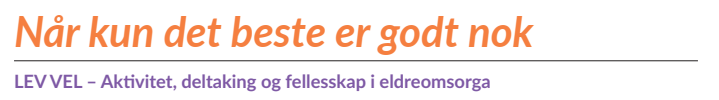 Når kun det beste er godt nok
LEV VEL – Aktivitet, deltaking og fellesskap i eldreomsorga